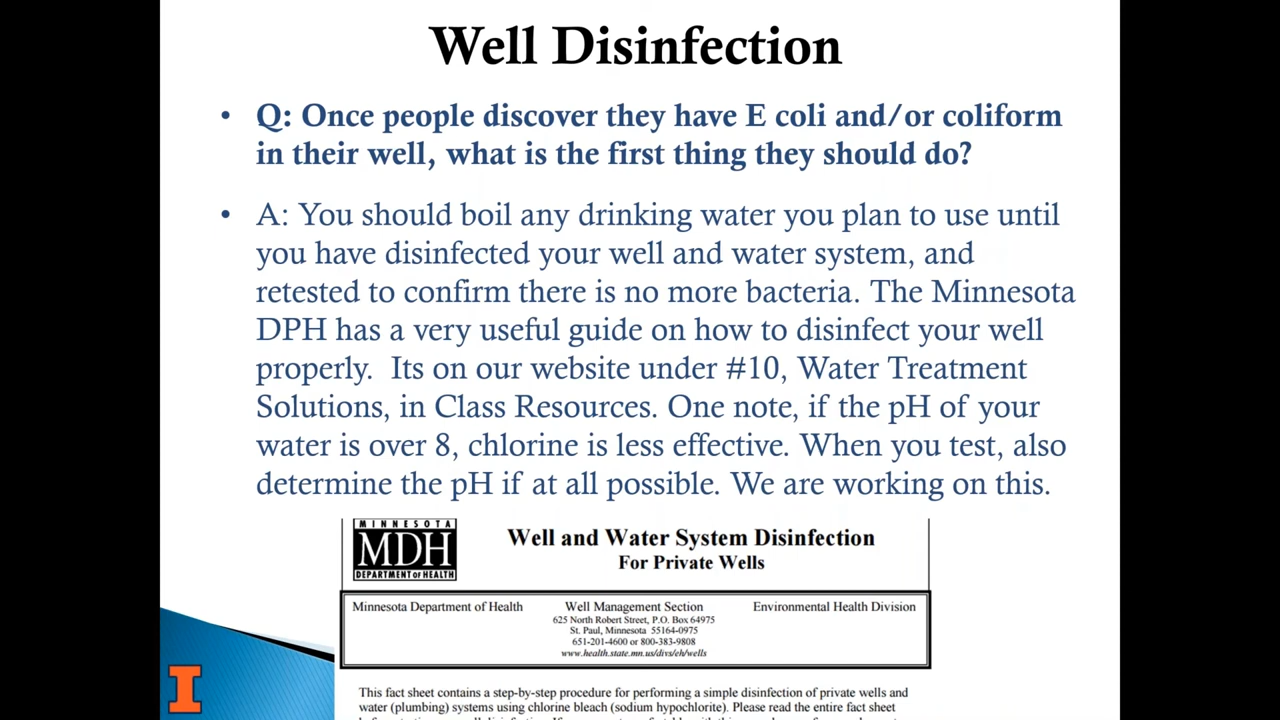 Well Disinfection
• Q: Once people discover they have E coli and/or coliform
in their well, what is the first thing they should do?
• A: You should boil any drinking water you plan to use until
you have disinfected your well and water system, and
retested to confirm there is no more bacteria. The Minnesota
DPH has a very useful guide on how to disinfect your well
properly.  Its on our website under #10, Water Treatment
Solutions, in Class Resources. One note, if the pH of your
water is over 8, chlorine is less effective. When you test, also
determine the pH if at all possible. We are working on this.
MINNESOTA
MDH
DEPARTMENT OF HEALTH
Well and Water System Disinfection
For Private Wells
Minnesota Department of Health
Well Management Section
625 North Robert Street, P.O. Box 64975
St. Paul, Minnesota 55164-0975
651-201-4600 or 800-383-9808
www.health.state.mn.us/divs/eh/wells
Environmental Health Division
This fact sheet contains a step-by-step procedure for performing a simple disinfection of private wells and
water (plumbing) systems using chlorine bleach (sodium hypochlorite). Please read the entire fact sheet
I